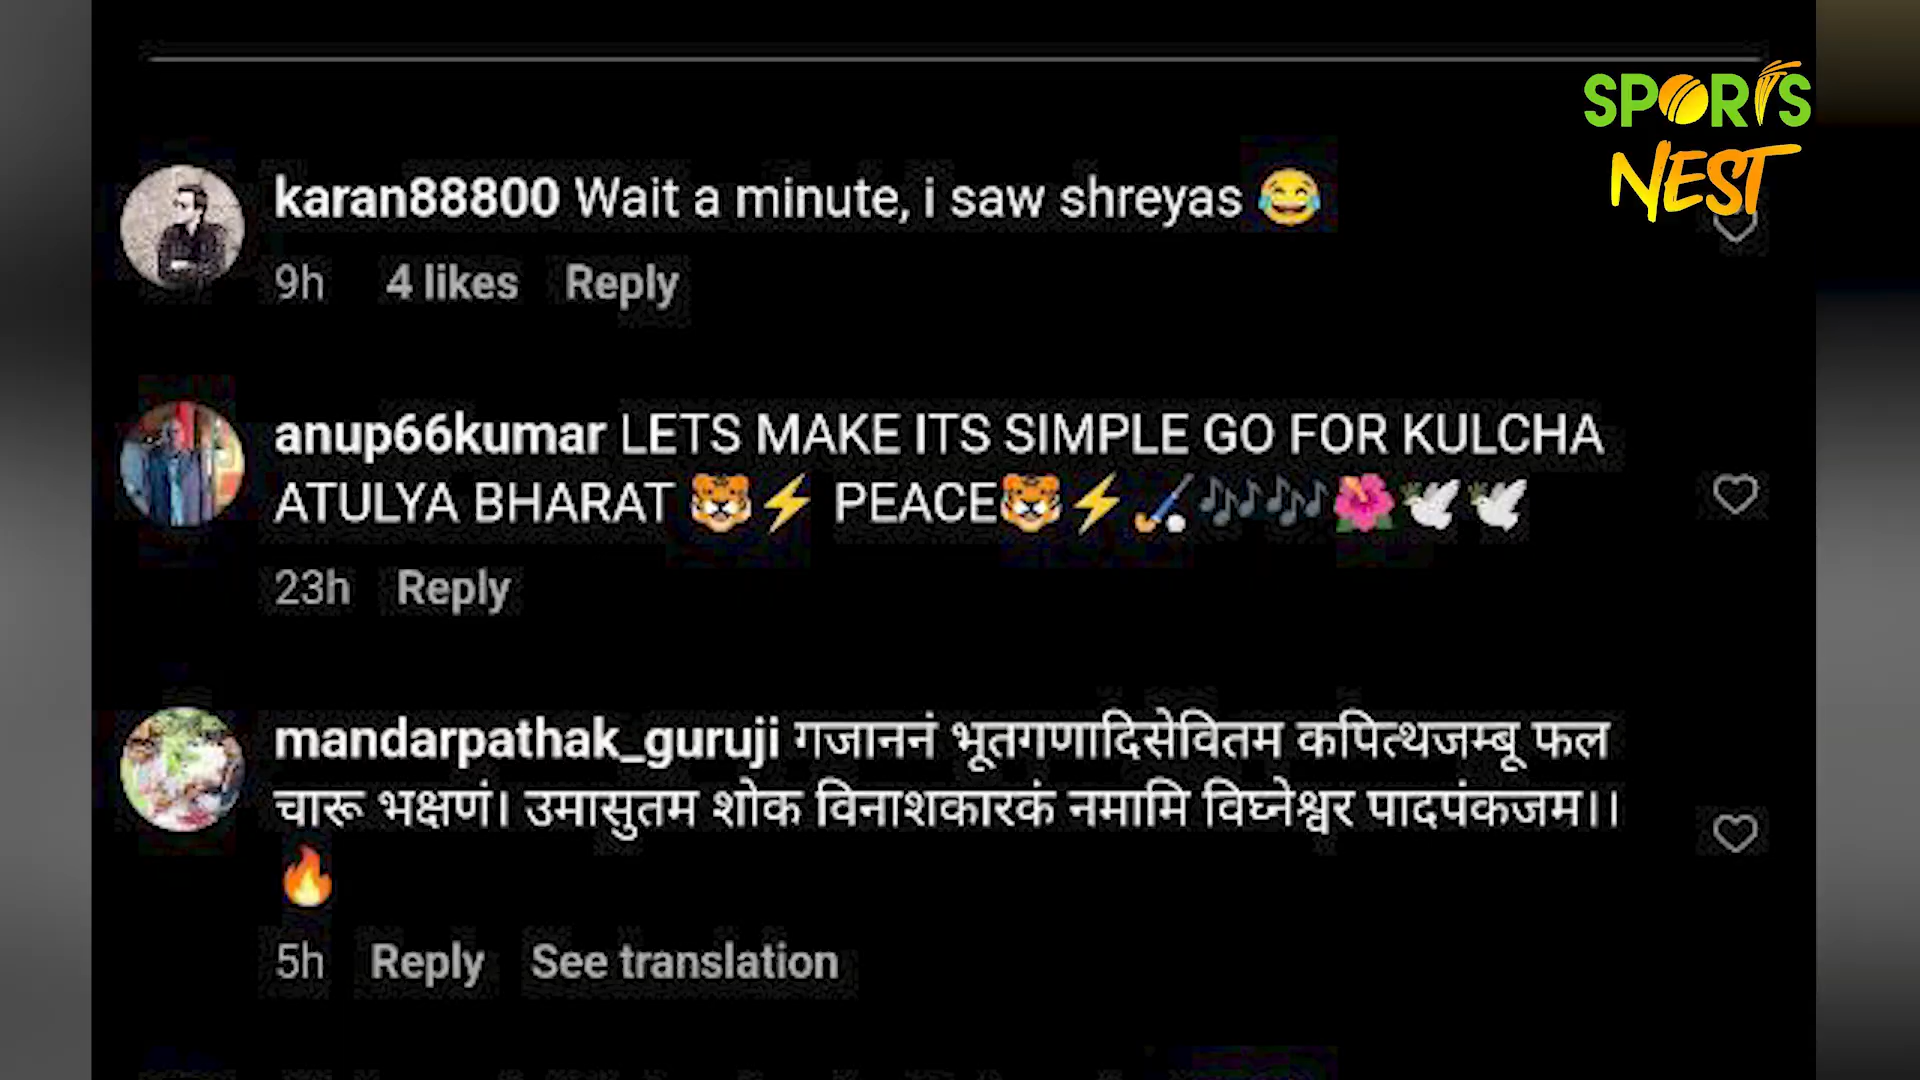 SPORTS
NEST
karan88800 Wait a minute, i saw shreyas 😂
9h 4 likes Reply
anup66kumar LETS MAKE ITS SIMPLE GO FOR KULCHA
ATULYA BHARAT 🐯⚡ PEACE🐯⚡🏑🎶🎶🌺🕊️🕊️
23h Reply
mandarpathak_guruji गजाननं भूतगणादिसेवितम कपित्थजम्बू फल
चारू भक्षणं। उमासुतम शोक विनाशकारकं नमामि विघ्नेश्वर पादपंकजम।।
🔥
5h Reply See translation